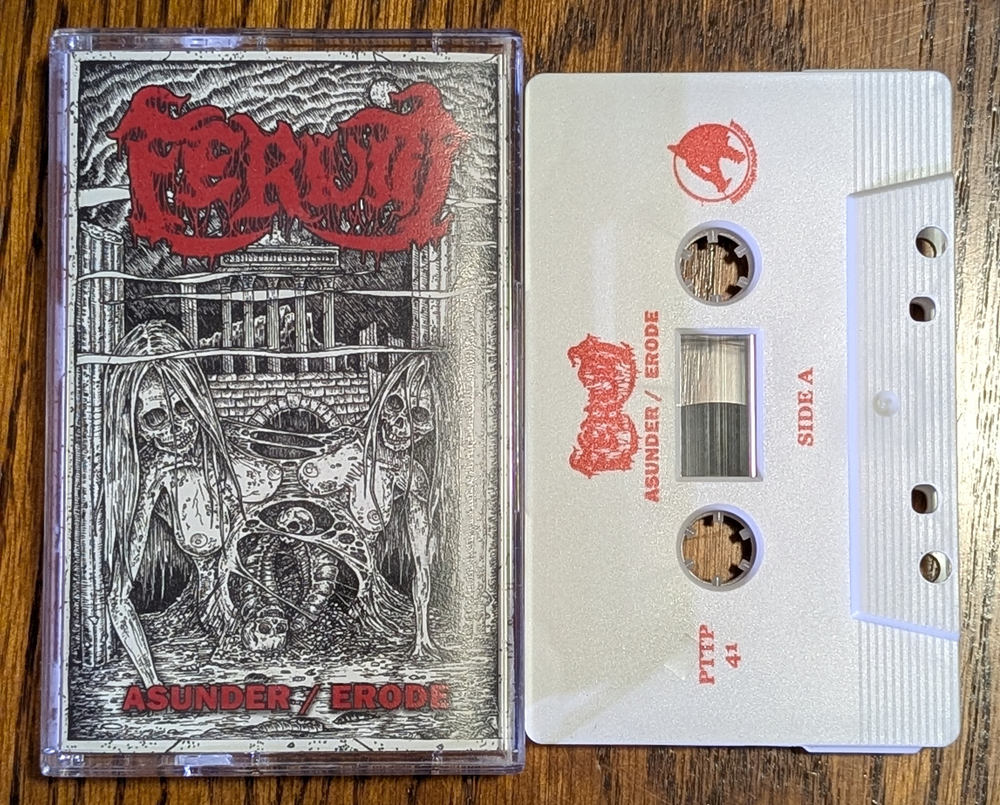 FERUM
ASUNDER / ERODE
FERUM
ASUNDER / ERODE
SIDE A
PTTP
41